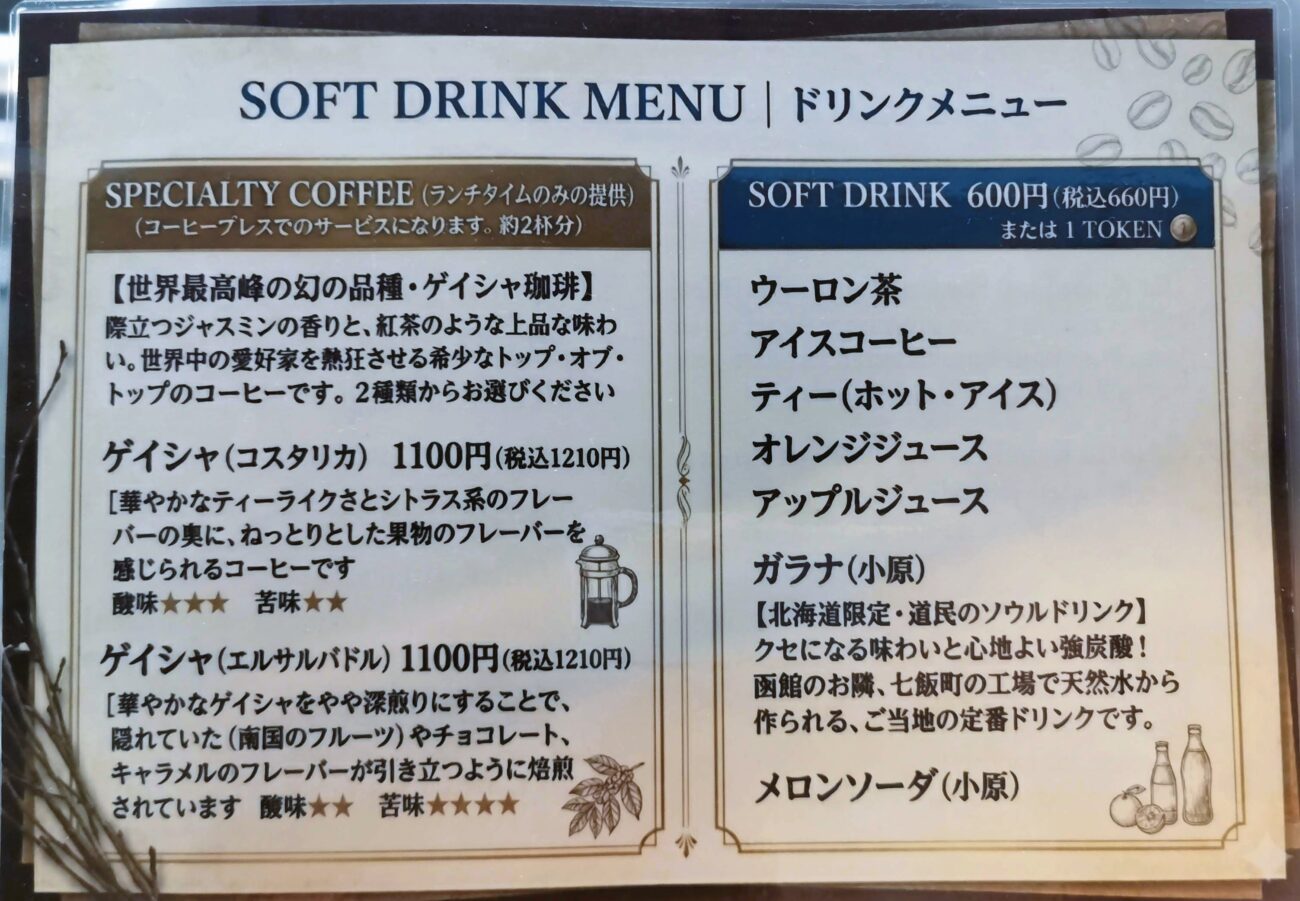 SOFT DRINK MENU | ドリンクメニュー
SPECIALTY COFFEE (ランチタイムのみの提供)
(コーヒープレスでのサービスになります。約2杯分)
【世界最高峰の幻の品種・ゲイシャ珈琲】
際立つジャスミンの香りと、紅茶のような上品な味わ
い。世界中の愛好家を熱狂させる希少なトップ・オブ・
トップのコーヒーです。2種類からお選びください
ゲイシャ(コスタリカ) 1100円(税込1210円)
[華やかなティーライクさとシトラス系のフレー
バーの奥に、ねっとりとした果物のフレーバーを
感じられるコーヒーです
酸味★★★ 苦味★★
ゲイシャ(エルサルバドル) 1100円(税込1210円)
[華やかなゲイシャをやや深煎りにすることで、
隠れていた(南国のフルーツ)やチョコレート、
キャラメルのフレーバーが引き立つように焙煎
されています 酸味★★ 苦味★★★★
SOFT DRINK 600円(税込660円)
または 1 TOKEN 1
ウーロン茶
アイスコーヒー
ティー(ホット・アイス)
オレンジジュース
アップルジュース
ガラナ(小原)
【北海道限定・道民のソウルドリンク】
クセになる味わいと心地よい強炭酸!
函館のお隣、七飯町の工場で天然水から
作られる、ご当地の定番ドリンクです。
メロンソーダ(小原)